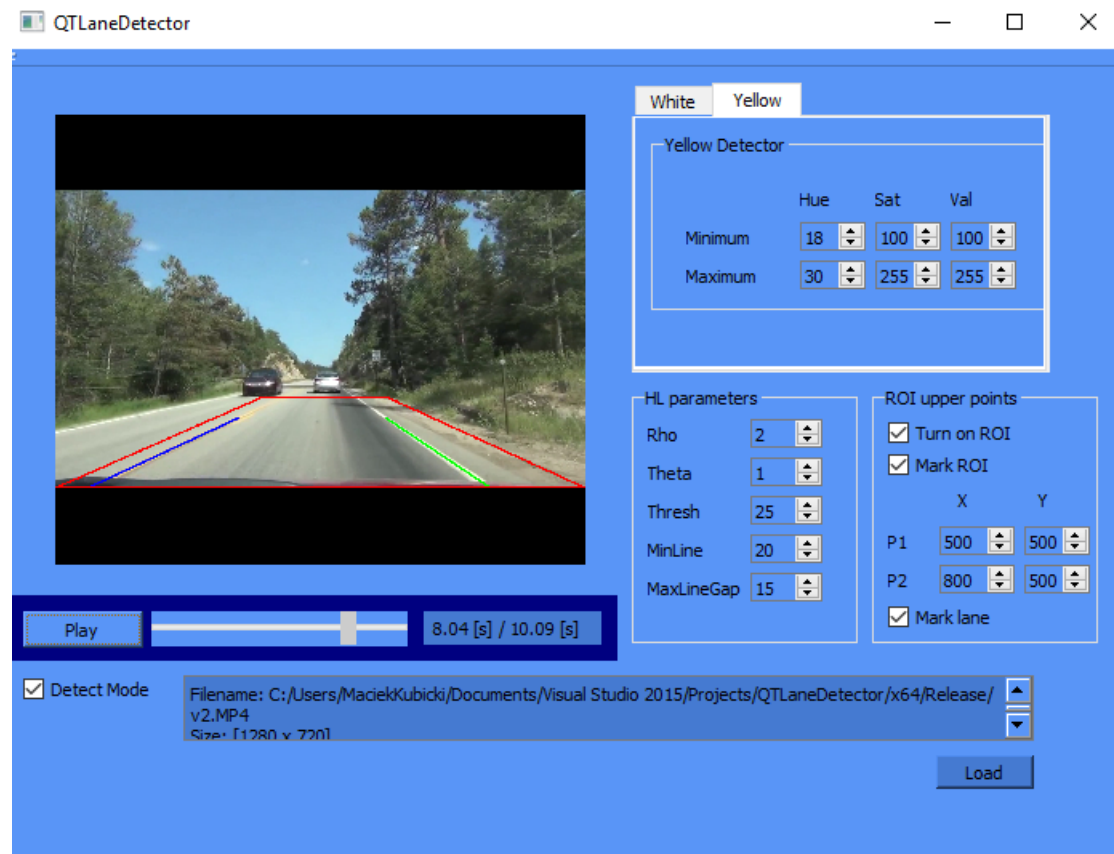 QTLaneDetector
White Yellow
Yellow Detector
Hue Sat Val
Minimum 18 100 100
Maximum 30 255 255
HL parameters
Rho 2
Theta 1
Thresh 25
MinLine 20
MaxLineGap 15
ROI upper points
Turn on ROI
Mark ROI
X Y
P1 500 500
P2 800 500
Mark lane
Play 8.04 [s] / 10.09 [s]
Detect Mode
Filename: C:/Users/MaciekKubicki/Documents/Visual Studio 2015/Projects/QTLaneDetector/x64/Release/
v2.MP4
Size: [1280 x 720]
Load